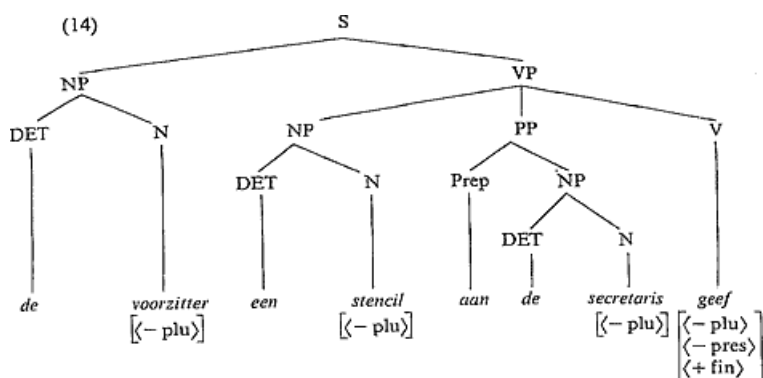 (14) S
NP VP
DET N NP PP V
DET N Prep NP
DET N
de voorzitter een stencil aan de secretaris geef
[⟨− plu⟩] [⟨− plu⟩] [⟨− plu⟩] [⟨− plu⟩
⟨− pres⟩
⟨+ fin⟩]